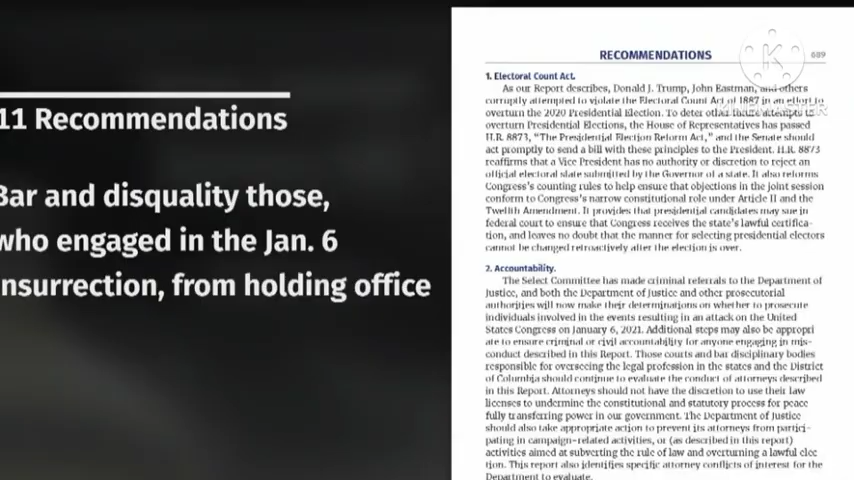 11 Recommendations
Bar and disquality those,
who engaged in the Jan. 6
nsurrection, from holding office
RECOMMENDATIONS
689
1. Electoral Count Act.
As our Report describes, Donald J. Trump, John Eastman, and others
corruptly attempted to violate the Electoral Count Act of 1887 in an effort to
overturn the 2020 Presidential Election. To deter other future attempts to
overturn Presidential Elections, the House of Representatives has passed
H.R. 8873, “The Presidential Election Reform Act,” and the Senate should
act promptly to send a bill with these principles to the President. H.R. 8873
reaffirms that a Vice President has no authority or discretion to reject an
official electoral slate submitted by the Governor of a state. It also reforms
Congress’s counting rules to help ensure that objections in the joint session
conform to Congress’s narrow constitutional role under Article II and the
Twelfth Amendment. It provides that presidential candidates may sue in
federal court to ensure that Congress receives the state’s lawful certifica-
tion, and leaves no doubt that the manner for selecting presidential electors
cannot be changed retroactively after the election is over.
2. Accountability.
The Select Committee has made criminal referrals to the Department of
Justice, and both the Department of Justice and other prosecutorial
authorities will now make their determinations on whether to prosecute
individuals involved in the events resulting in an attack on the United
States Congress on January 6, 2021. Additional steps may also be appropri
ate to ensure criminal or civil accountability for anyone engaging in mis-
conduct described in this Report. Those courts and bar disciplinary bodies
responsible for overseeing the legal profession in the states and the District
of Columbia should continue to evaluate the conduct of attorneys described
in this Report. Attorneys should not have the discretion to use their law
licenses to undermine the constitutional and statutory process for peace
fully transferring power in our government. The Department of Justice
should also take appropriate action to prevent its attorneys from partici-
pating in campaign-related activities, or (as described in this report)
activities aimed at subverting the rule of law and overturning a lawful elec
tion. This report also identifies specific attorney conflicts of interest for the
Department to evaluate.